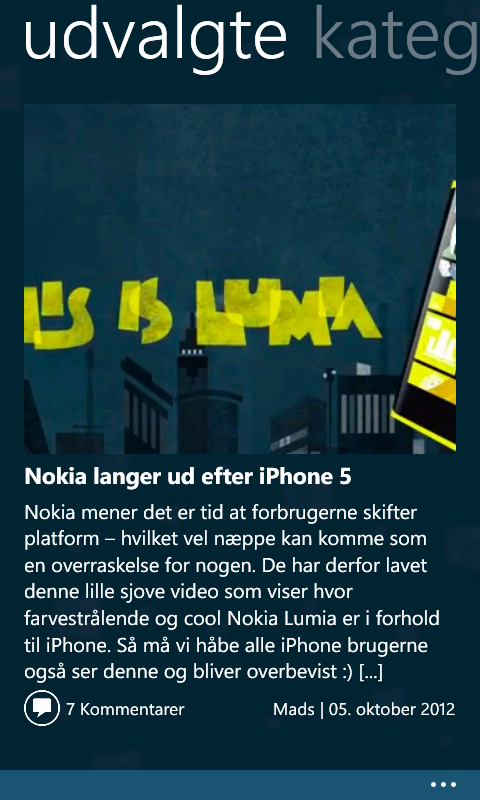 udvalgte kateg
THIS IS LUMIA
Nokia langer ud efter iPhone 5
Nokia mener det er tid at forbrugerne skifter
platform – hvilket vel næppe kan komme som
en overraskelse for nogen. De har derfor lavet
denne lille sjove video som viser hvor
farvestrålende og cool Nokia Lumia er i forhold
til iPhone. Så må vi håbe alle iPhone brugerne
også ser denne og bliver overbevist :) [...]
7 Kommentarer
Mads | 05. oktober 2012